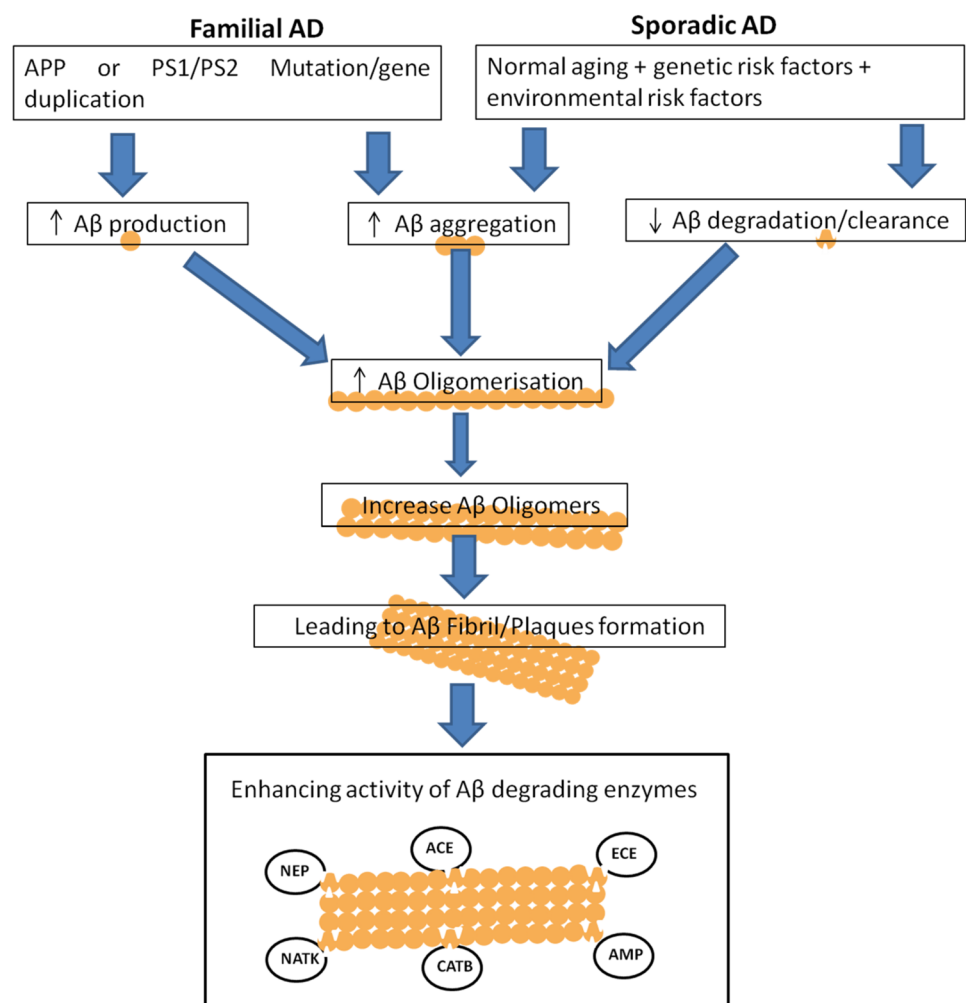 Familial AD
Sporadic AD
APP or PS1/PS2 Mutation/gene
duplication
Normal aging + genetic risk factors +
environmental risk factors
↑ Aβ production
↑ Aβ aggregation
↓ Aβ degradation/clearance
↑ Aβ Oligomerisation
Increase Aβ Oligomers
Leading to Aβ Fibril/Plaques formation
Enhancing activity of Aβ degrading enzymes
NEP
ACE
ECE
NATK
CATB
AMP